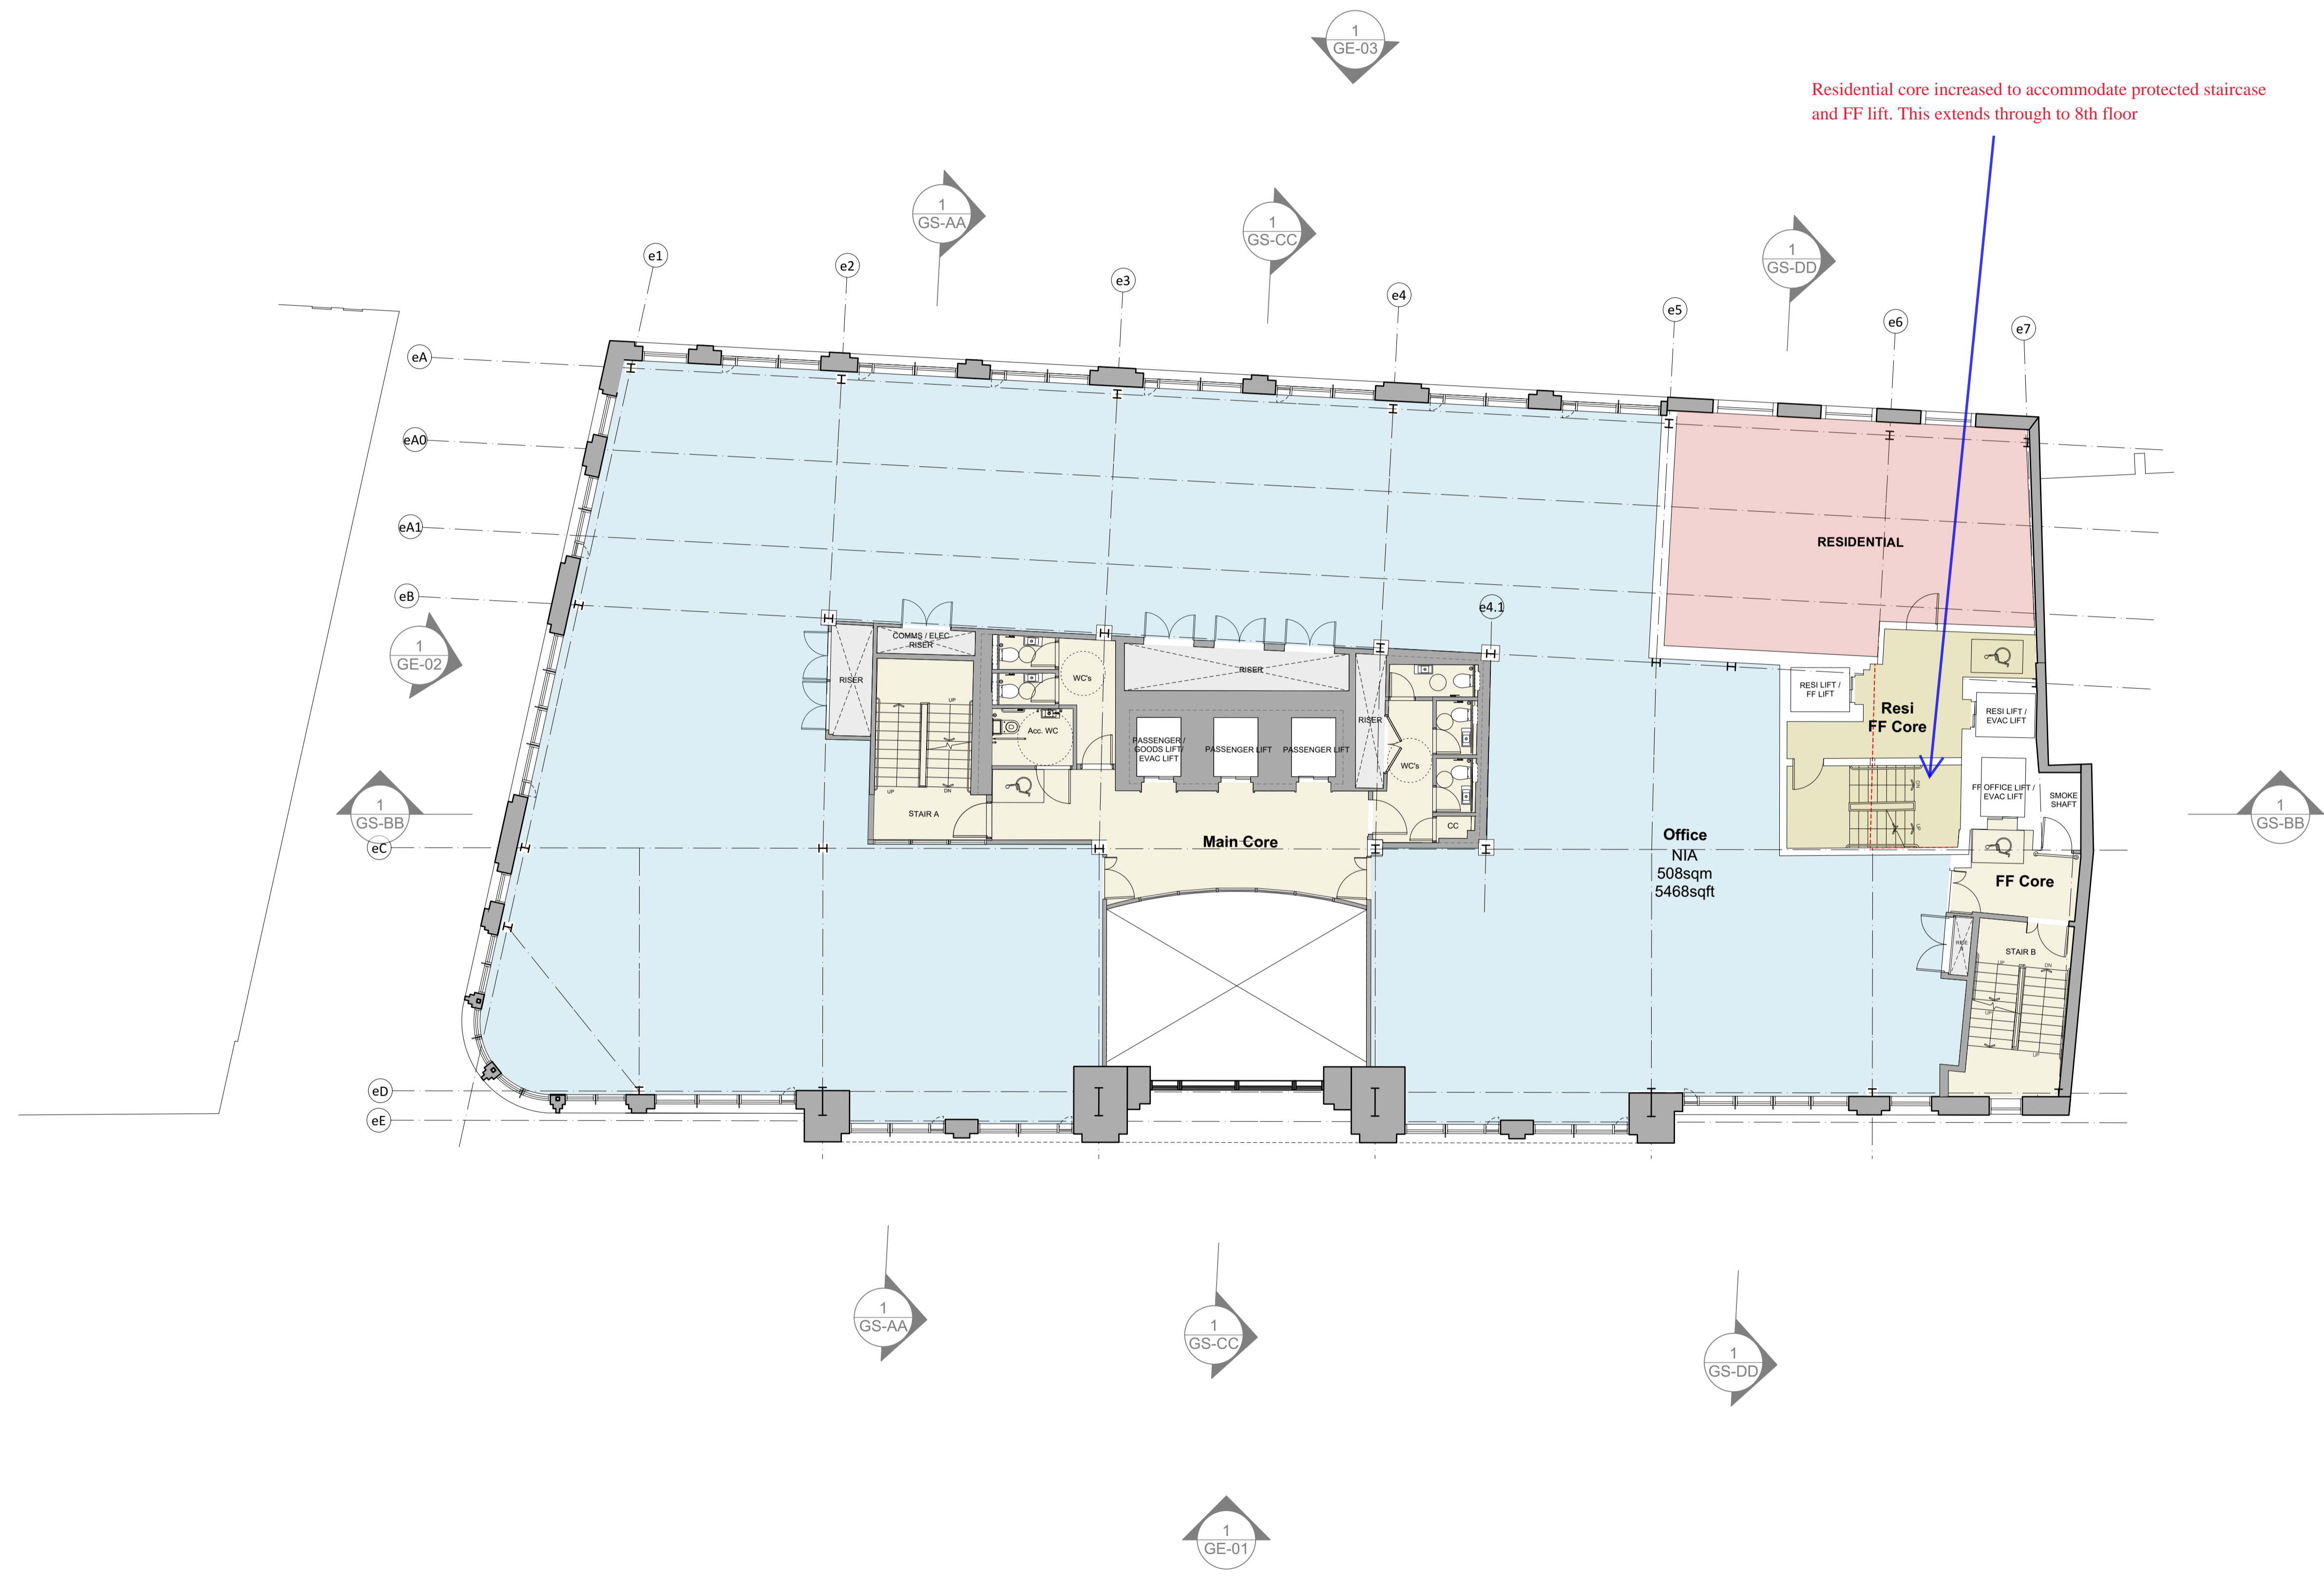 1
GE-03
Residential core increased to accommodate protected staircase
and FF lift. This extends through to 8th floor
1
GS-AA
1
GS-CC
1
GS-DD
e1
e2
e3
e4
e5
e6
e7
eA
eA0
eA1
eB
RESIDENTIAL
e4.1
1
GE-02
COMMS / ELEC
RISER
RISER
UP
UP
DN
STAIR A
WC's
Acc. WC
RISER
RISER
PASSENGER /
GOODS LIFT/
EVAC LIFT
PASSENGER LIFT
PASSENGER LIFT
WC's
CC
RESI LIFT /
FF LIFT
Resi
FF Core
RESI LIFT /
EVAC LIFT
FF OFFICE LIFT /
EVAC LIFT
SMOKE
SHAFT
1
GS-BB
1
GS-BB
eC
Main Core
Office
NIA
508sqm
5468sqft
FF Core
STAIR B
UP
DN
UP
UP
eD
eE
1
GS-AA
1
GS-CC
1
GS-DD
1
GE-01